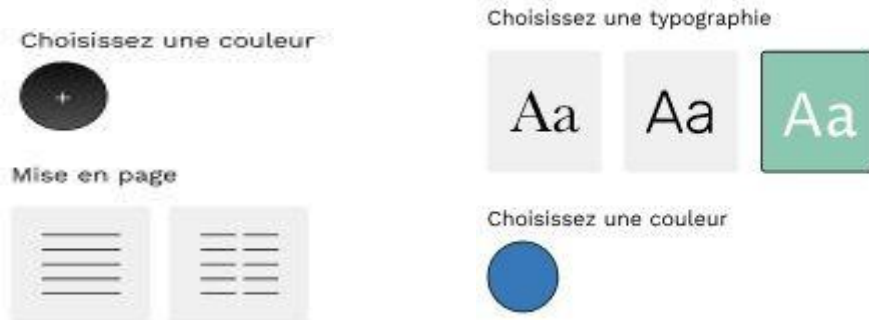 Choisissez une couleur
+
Mise en page
Choisissez une typographie
Aa Aa Aa
Choisissez une couleur